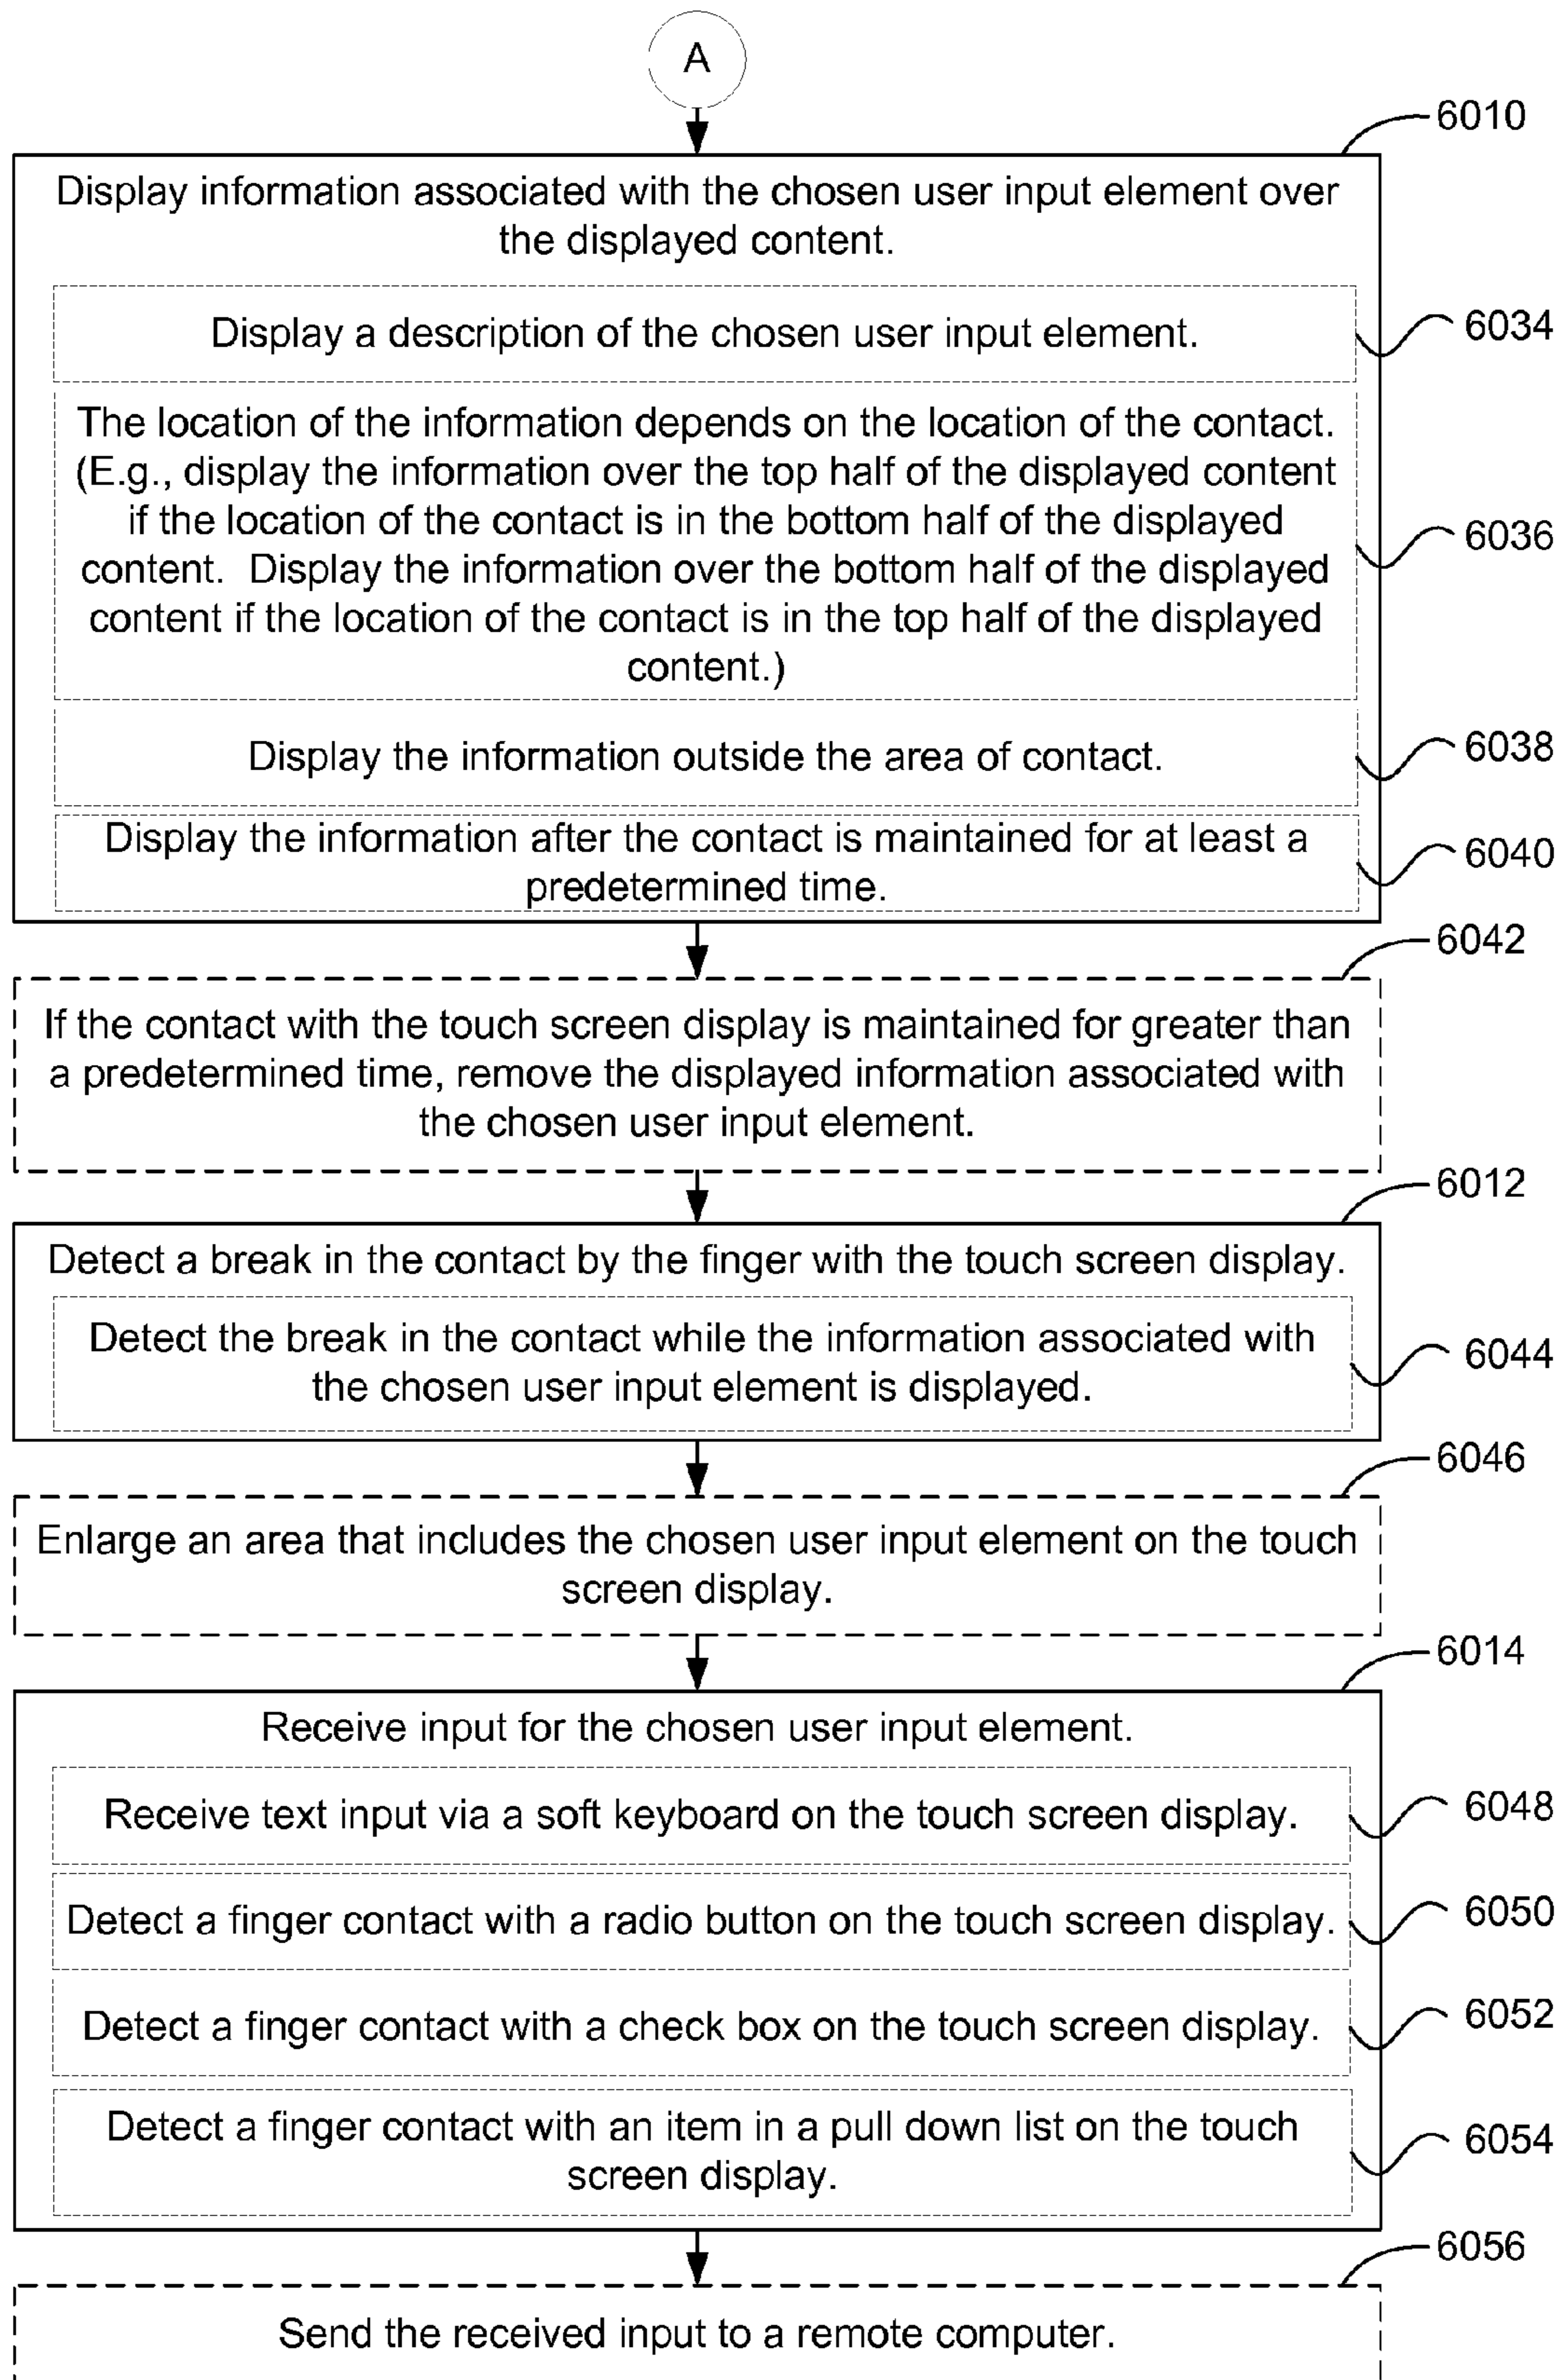 A
6010
Display information associated with the chosen user input element over
the displayed content.
Display a description of the chosen user input element.
6034
The location of the information depends on the location of the contact.
(E.g., display the information over the top half of the displayed content
if the location of the contact is in the bottom half of the displayed
content.  Display the information over the bottom half of the displayed
content if the location of the contact is in the top half of the displayed
content.)
6036
Display the information outside the area of contact.
6038
Display the information after the contact is maintained for at least a
predetermined time.
6040
6042
If the contact with the touch screen display is maintained for greater than
a predetermined time, remove the displayed information associated with
the chosen user input element.
6012
Detect a break in the contact by the finger with the touch screen display.
Detect the break in the contact while the information associated with
the chosen user input element is displayed.
6044
6046
Enlarge an area that includes the chosen user input element on the touch
screen display.
6014
Receive input for the chosen user input element.
Receive text input via a soft keyboard on the touch screen display.
6048
Detect a finger contact with a radio button on the touch screen display.
6050
Detect a finger contact with a check box on the touch screen display.
6052
Detect a finger contact with an item in a pull down list on the touch
screen display.
6054
6056
Send the received input to a remote computer.